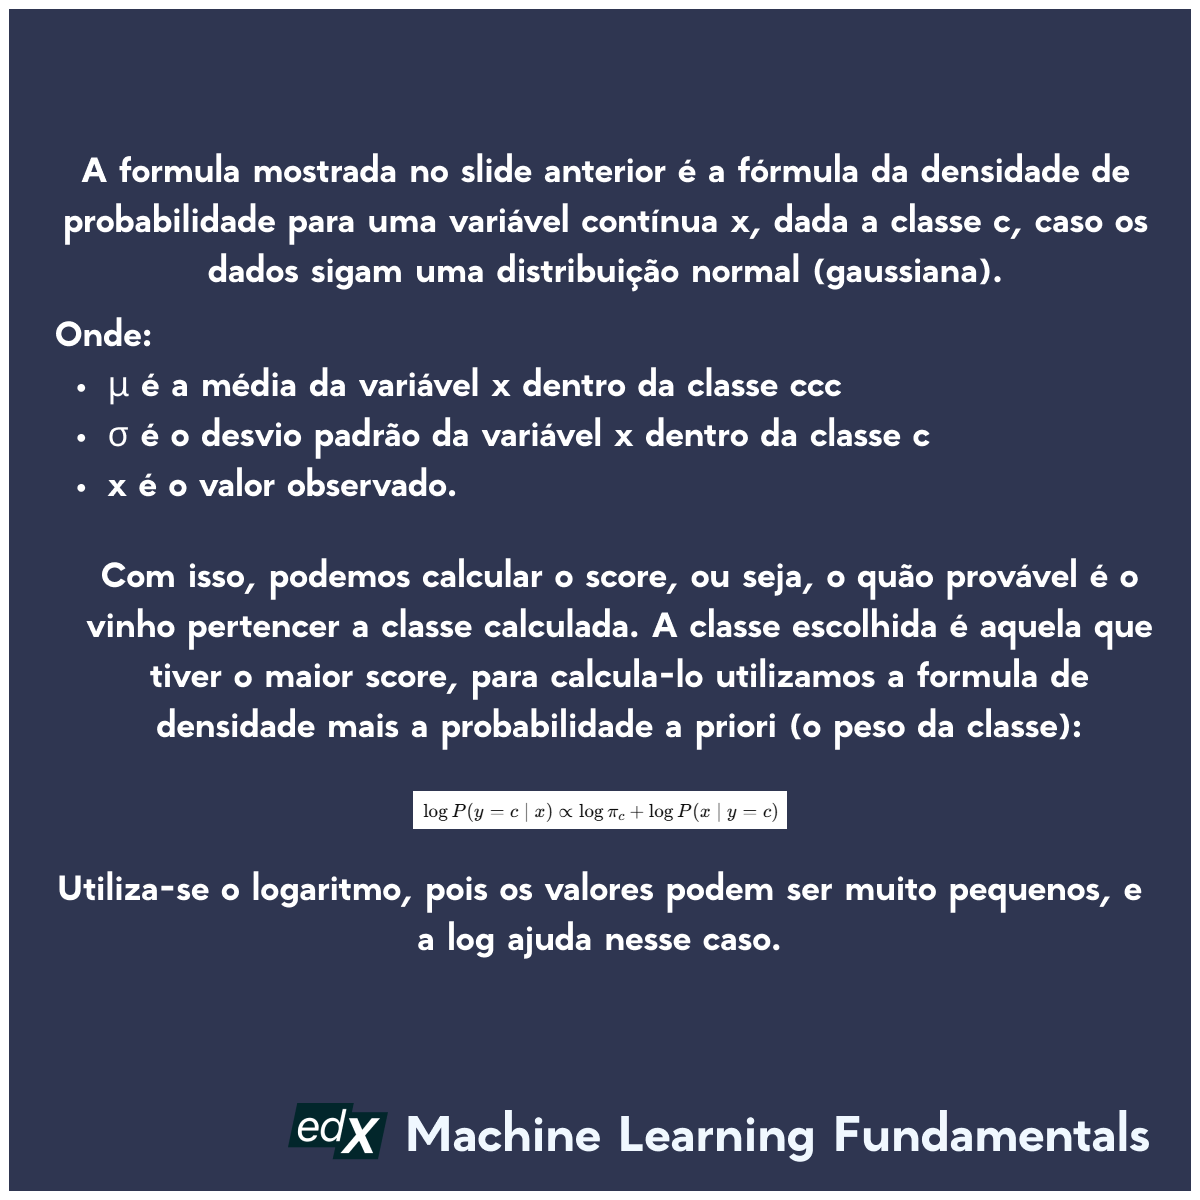 A formula mostrada no slide anterior é a fórmula da densidade de
probabilidade para uma variável contínua x, dada a classe c, caso os
dados sigam uma distribuição normal (gaussiana).
Onde:
• μ é a média da variável x dentro da classe ccc
• σ é o desvio padrão da variável x dentro da classe c
• x é o valor observado.
Com isso, podemos calcular o score, ou seja, o quão provável é o
vinho pertencer a classe calculada. A classe escolhida é aquela que
tiver o maior score, para calcula-lo utilizamos a formula de
densidade mais a probabilidade a priori (o peso da classe):
log P(y = c | x) ∝ log π_c + log P(x | y = c)
Utiliza-se o logaritmo, pois os valores podem ser muito pequenos, e
a log ajuda nesse caso.
edX Machine Learning Fundamentals